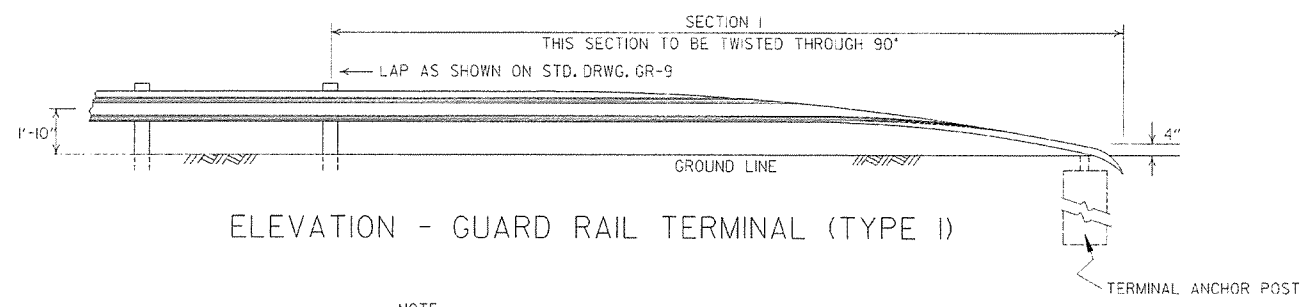 SECTION I
THIS SECTION TO BE TWISTED THROUGH 90°
LAP AS SHOWN ON STD. DRWG. GR-9
1'-10"
4"
GROUND LINE
ELEVATION - GUARD RAIL TERMINAL (TYPE I)
TERMINAL ANCHOR POST
NOTE